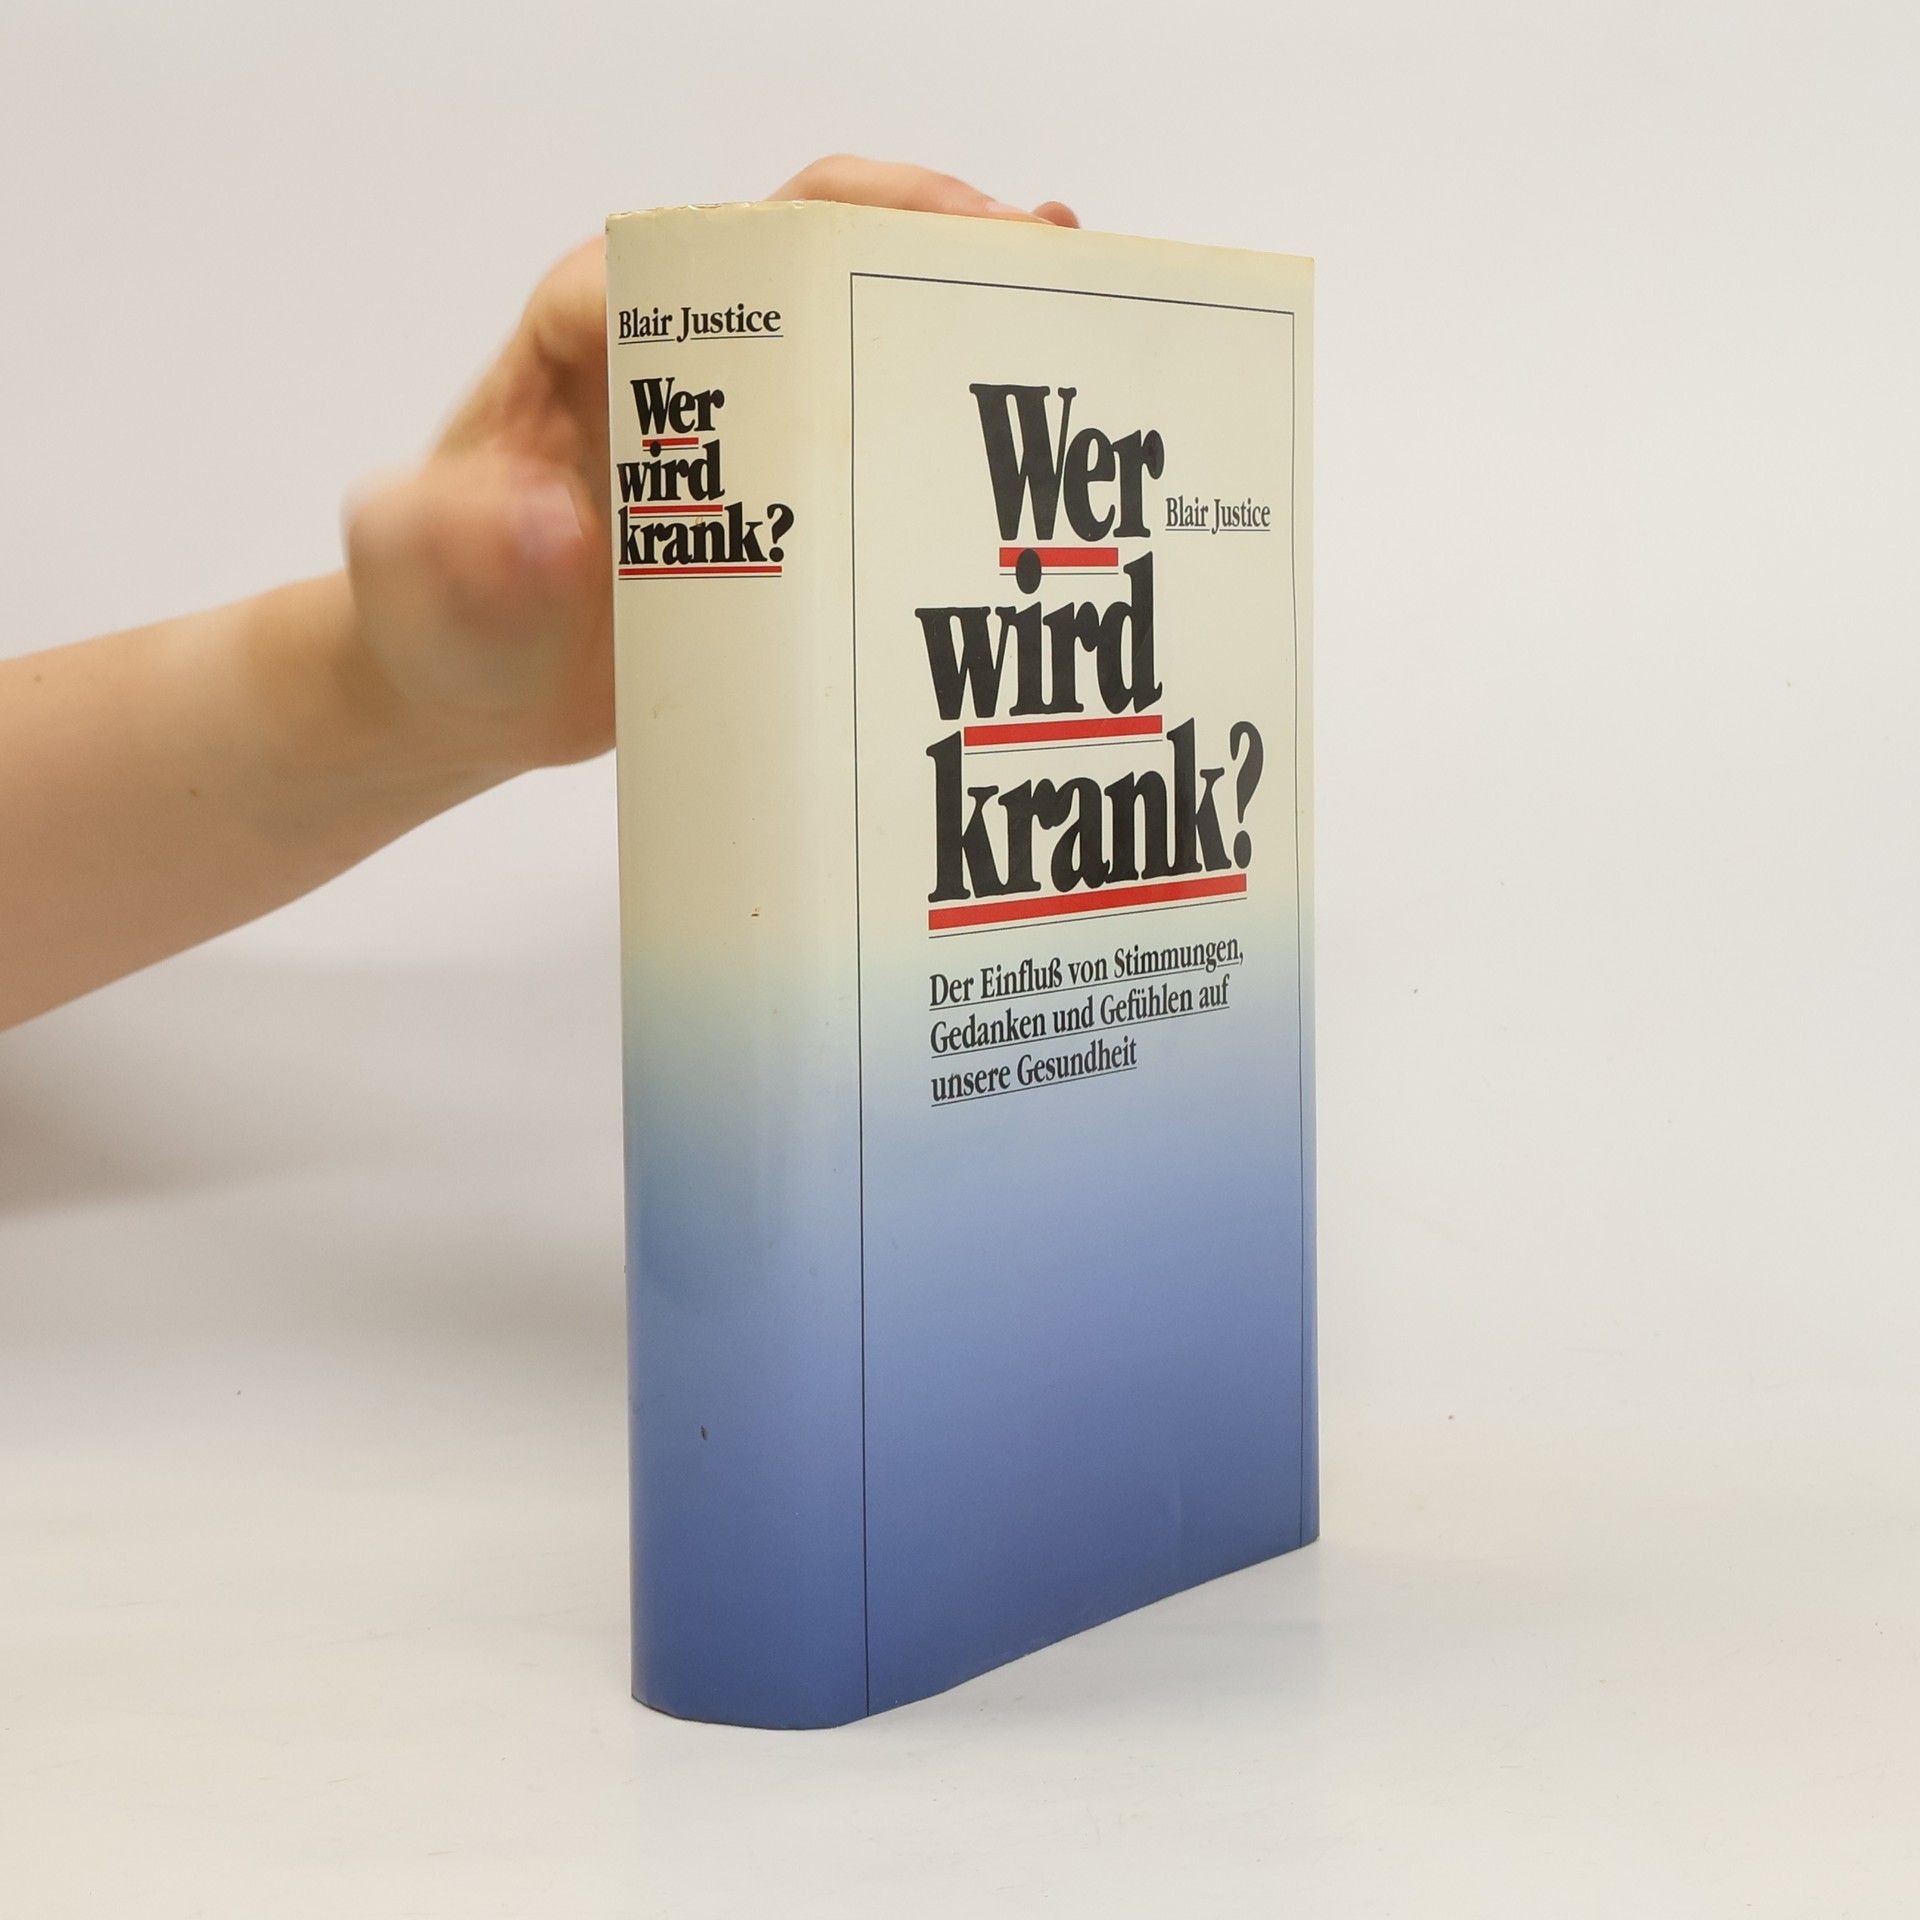 Blair Justice
Wer
wird
krank?
Wer
Blair Justice
wird
krank?
Der Einfluß von Stimmungen,
Gedanken und Gefühlen auf
unsere Gesundheit